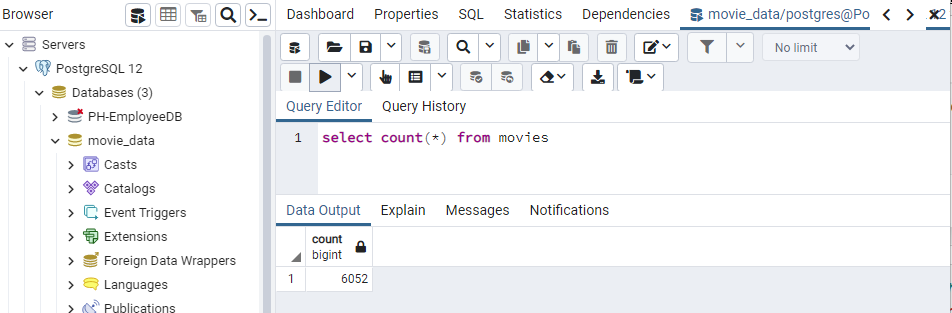 Browser
Dashboard Properties SQL Statistics Dependencies movie_data/postgres@Po 12
Servers
PostgreSQL 12
Databases (3)
PH-EmployeeDB
movie_data
Casts
Catalogs
Event Triggers
Extensions
Foreign Data Wrappers
Languages
Publications
No limit
Query Editor Query History
1 select count(*) from movies
Data Output Explain Messages Notifications
count
bigint
1 6052